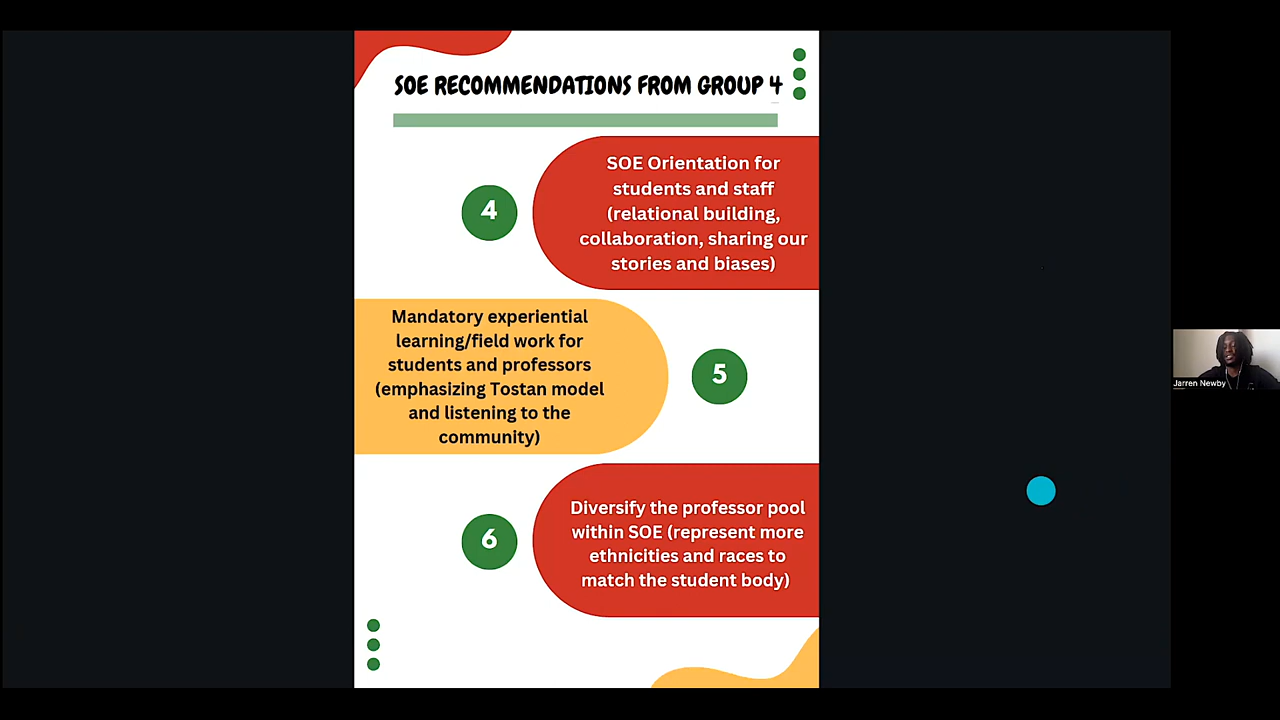 SOE RECOMMENDATIONS FROM GROUP 4
4
SOE Orientation for
students and staff
(relational building,
collaboration, sharing our
stories and biases)
Mandatory experiential
learning/field work for
students and professors
(emphasizing Tostan model
and listening to the
community)
5
6
Diversify the professor pool
within SOE (represent more
ethnicities and races to
match the student body)
Jarren Newby